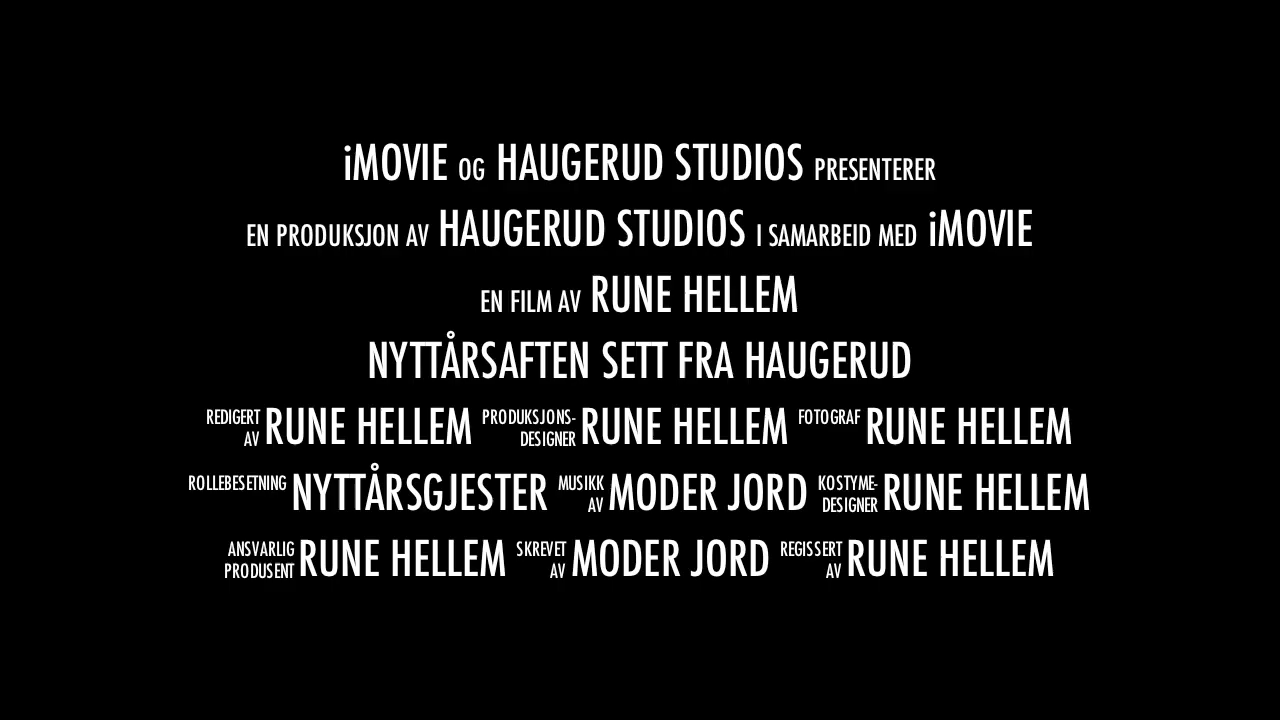 iMOVIE OG HAUGERUD STUDIOS PRESENTERER
EN PRODUKSJON AV HAUGERUD STUDIOS I SAMARBEID MED iMOVIE
EN FILM AV RUNE HELLEM
NYTTÅRSAFTEN SETT FRA HAUGERUD
REDIGERT AV RUNE HELLEM PRODUKSJONS-DESIGNER RUNE HELLEM FOTOGRAF RUNE HELLEM
ROLLEBESETNING NYTTÅRSGJESTER MUSIKK AV MODER JORD KOSTYME-DESIGNER RUNE HELLEM
ANSVARLIG PRODUSENT RUNE HELLEM SKREVET AV MODER JORD REGISSERT AV RUNE HELLEM